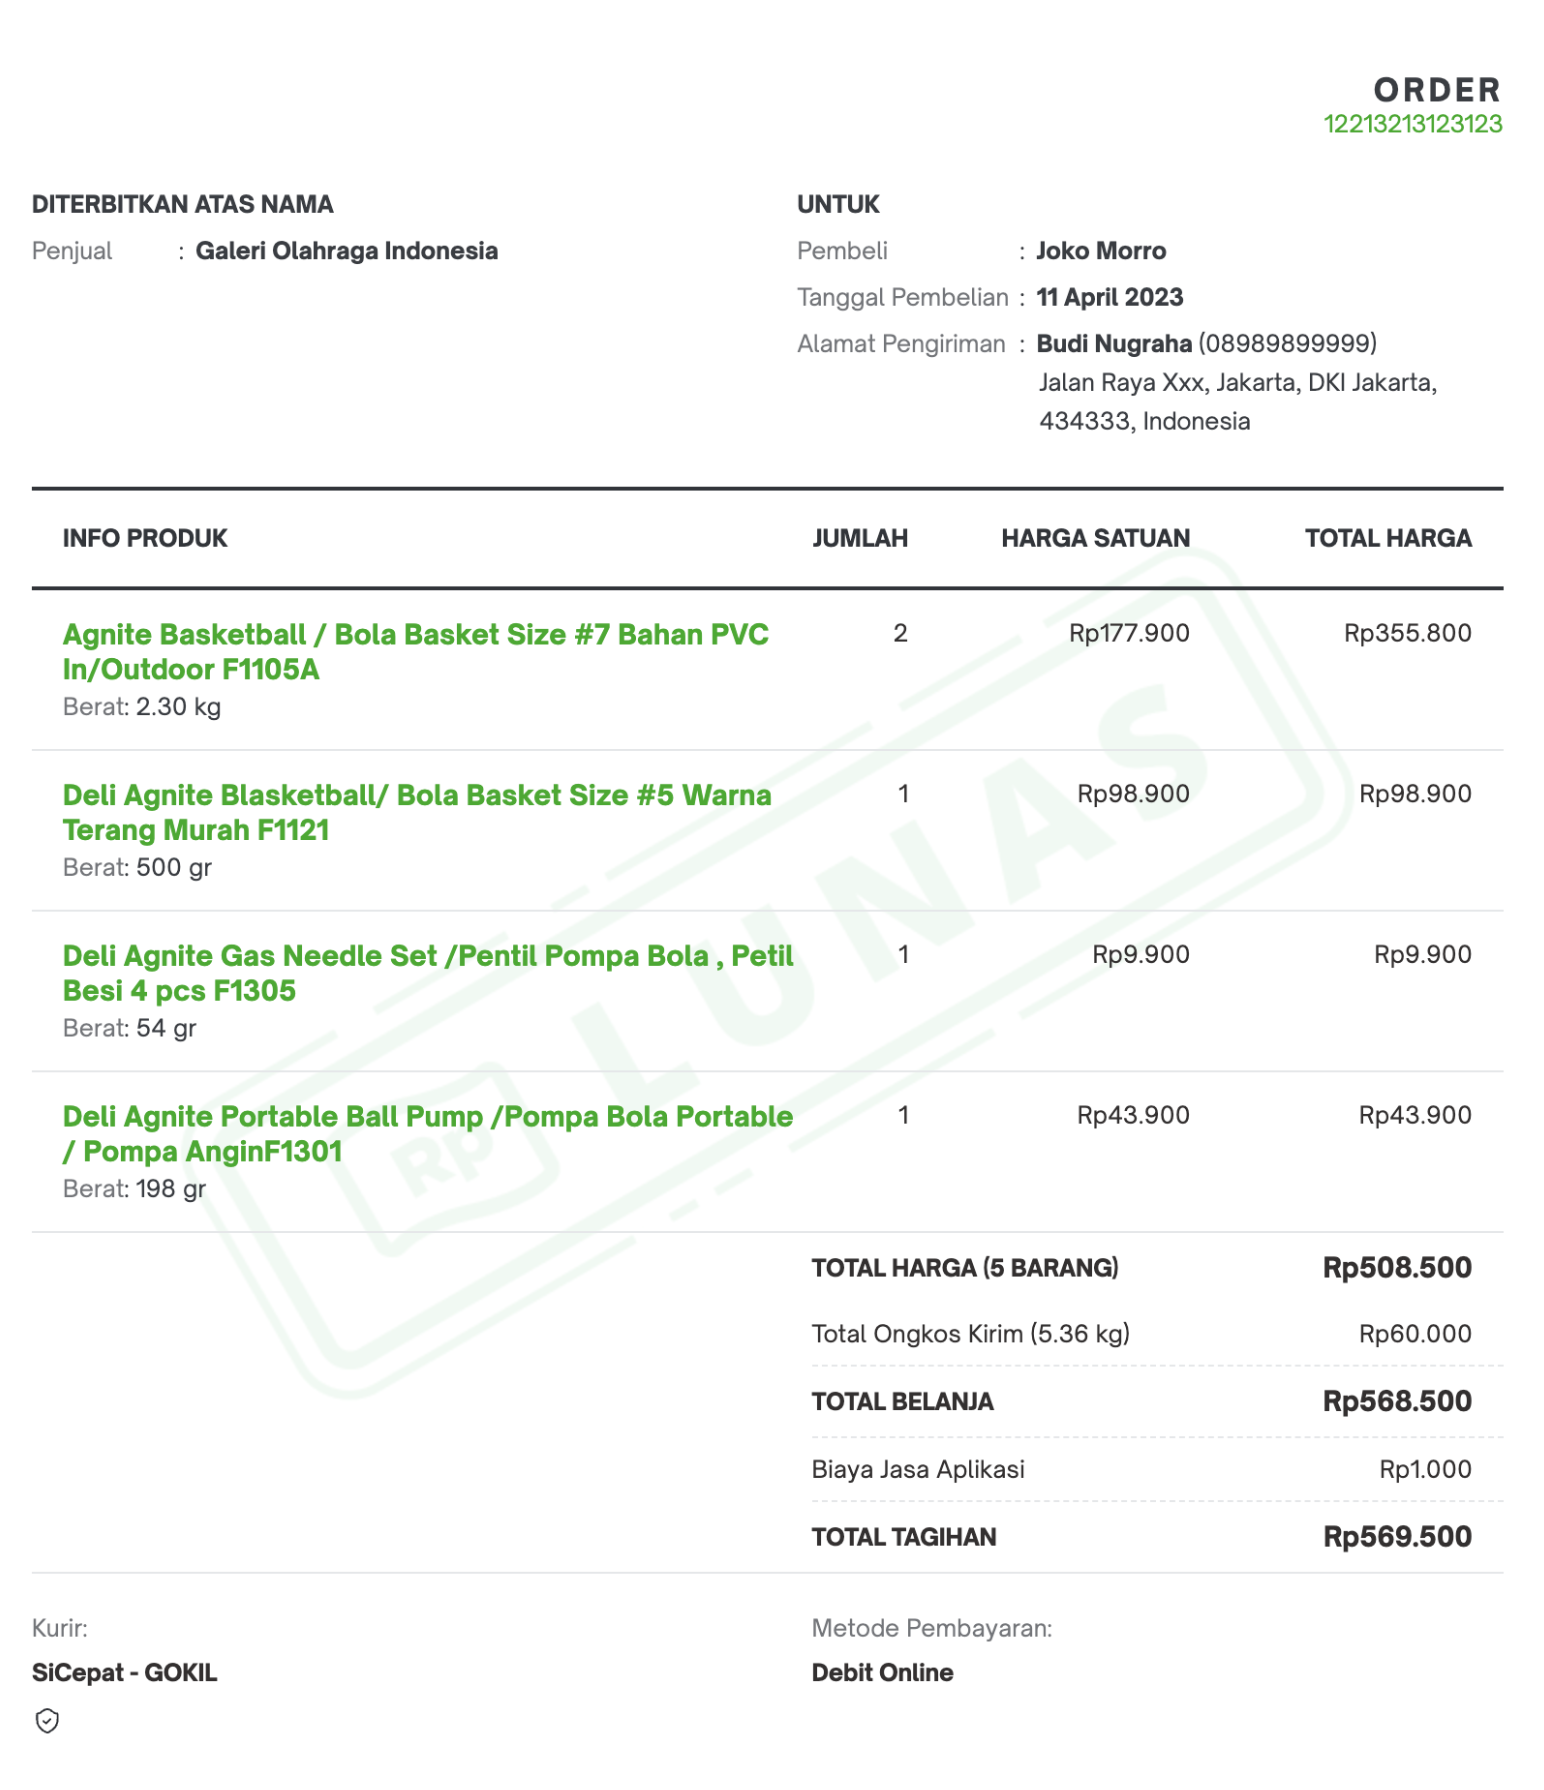 ORDER
12213213123123
DITERBITKAN ATAS NAMA
Penjual : Galeri Olahraga Indonesia
UNTUK
Pembeli : Joko Morro
Tanggal Pembelian : 11 April 2023
Alamat Pengiriman : Budi Nugraha (08989899999)
Jalan Raya Xxx, Jakarta, DKI Jakarta,
434333, Indonesia
INFO PRODUK JUMLAH HARGA SATUAN TOTAL HARGA
Agnite Basketball / Bola Basket Size #7 Bahan PVC 2 Rp177.900 Rp355.800
In/Outdoor F1105A
Berat: 2.30 kg
Deli Agnite Blasketball/ Bola Basket Size #5 Warna 1 Rp98.900 Rp98.900
Terang Murah F1121
Berat: 500 gr
Deli Agnite Gas Needle Set /Pentil Pompa Bola , Petil 1 Rp9.900 Rp9.900
Besi 4 pcs F1305
Berat: 54 gr
Deli Agnite Portable Ball Pump /Pompa Bola Portable 1 Rp43.900 Rp43.900
/ Pompa AnginF1301
Berat: 198 gr
Rp LUNAS
TOTAL HARGA (5 BARANG) Rp508.500
Total Ongkos Kirim (5.36 kg) Rp60.000
TOTAL BELANJA Rp568.500
Biaya Jasa Aplikasi Rp1.000
TOTAL TAGIHAN Rp569.500
Kurir:
SiCepat - GOKIL
Metode Pembayaran:
Debit Online